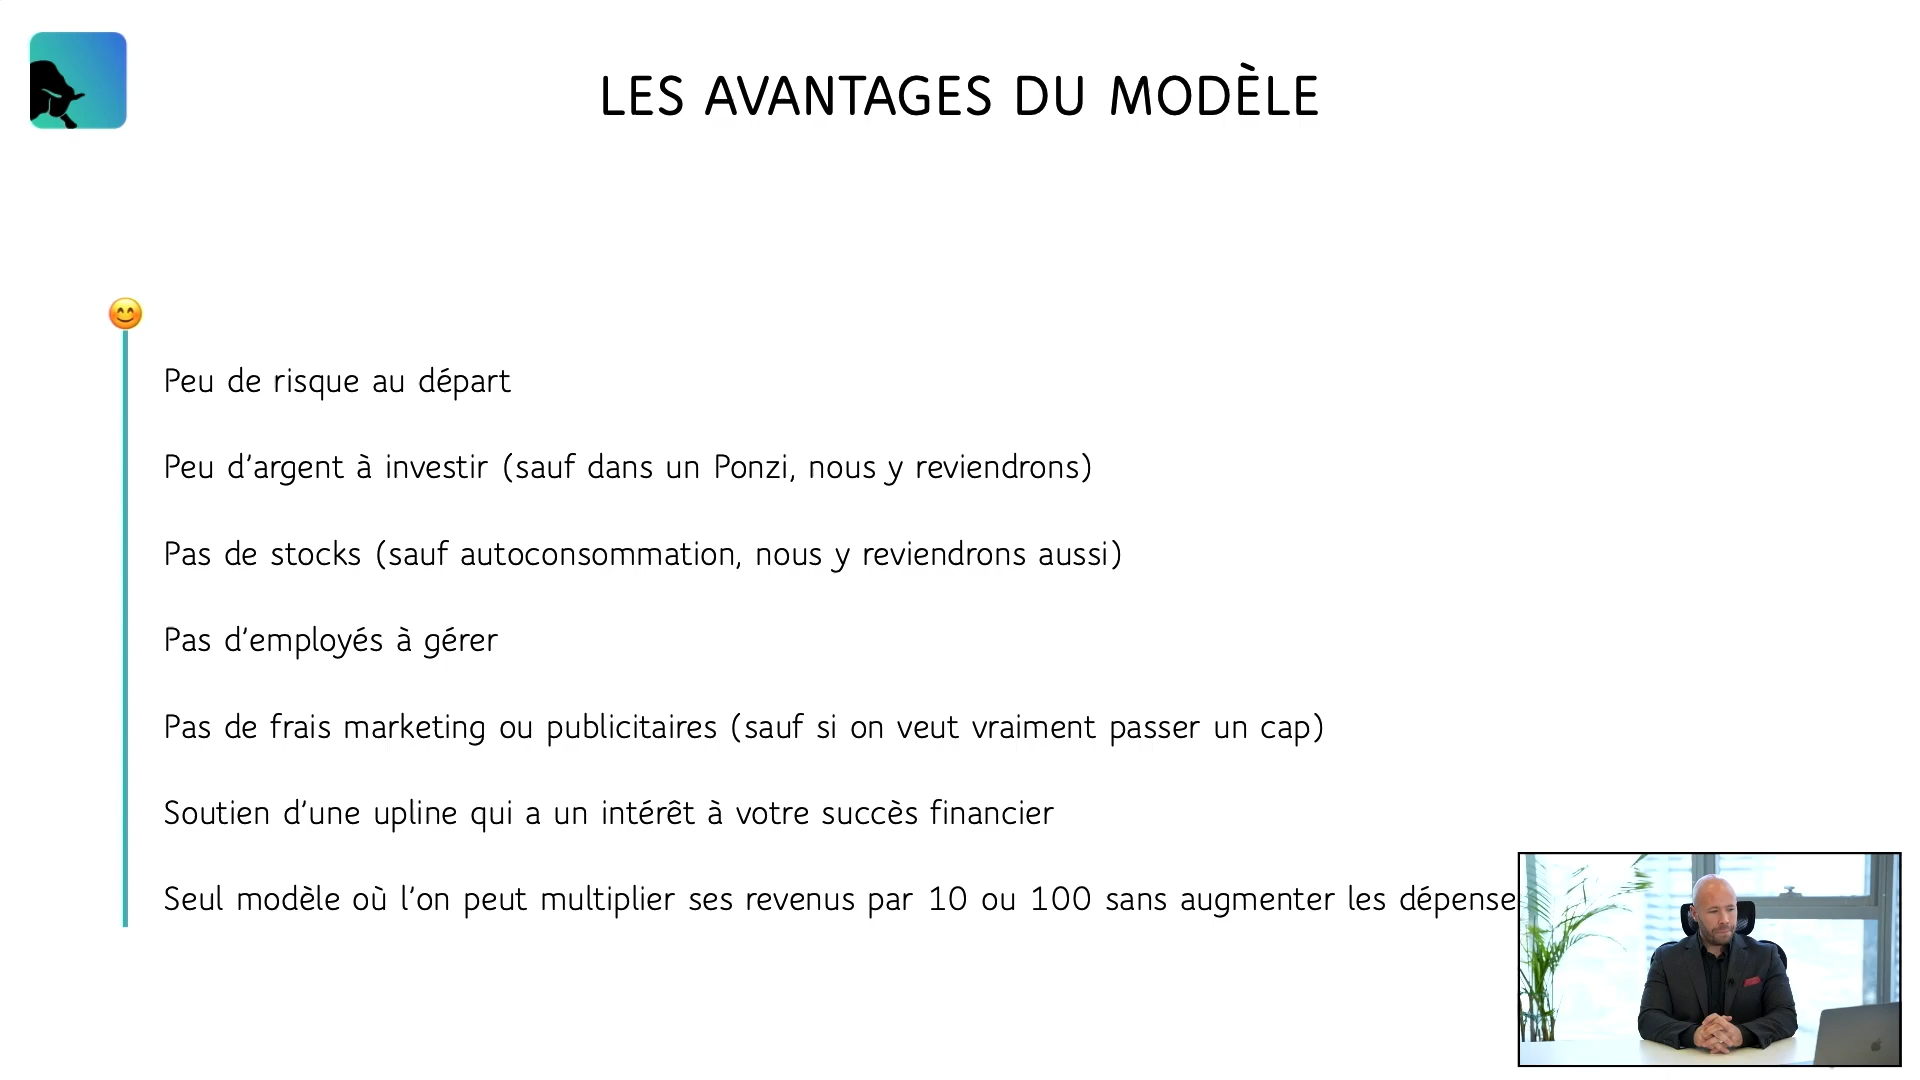 LES AVANTAGES DU MODÈLE
Peu de risque au départ
Peu d'argent à investir (sauf dans un Ponzi, nous y reviendrons)
Pas de stocks (sauf autoconsommation, nous y reviendrons aussi)
Pas d'employés à gérer
Pas de frais marketing ou publicitaires (sauf si on veut vraiment passer un cap)
Soutien d'une upline qui a un intérêt à votre succès financier
Seul modèle où l'on peut multiplier ses revenus par 10 ou 100 sans augmenter les dépense